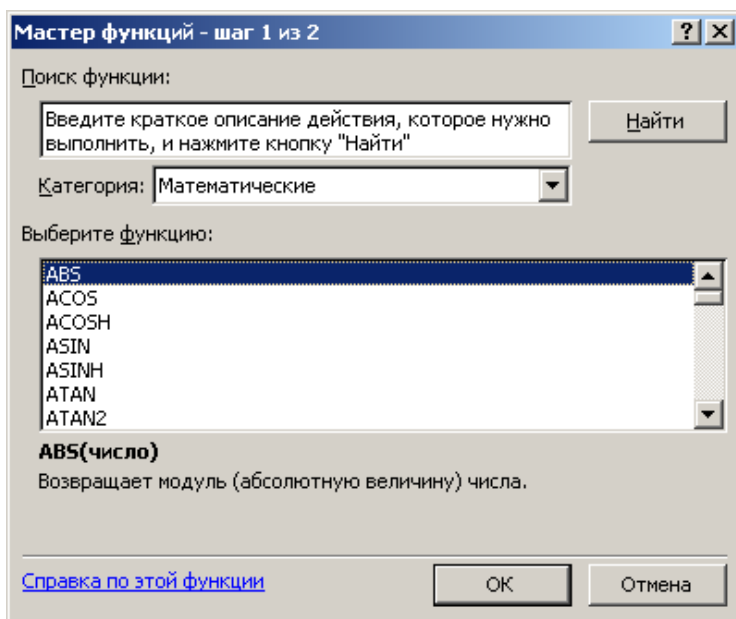 Мастер функций - шаг 1 из 2
Поиск функции:
Введите краткое описание действия, которое нужно
выполнить, и нажмите кнопку "Найти"
Найти
Категория: Математические
Выберите функцию:
ABS
ACOS
ACOSH
ASIN
ASINH
ATAN
ATAN2
ABS(число)
Возвращает модуль (абсолютную величину) числа.
Справка по этой функции
ОК
Отмена